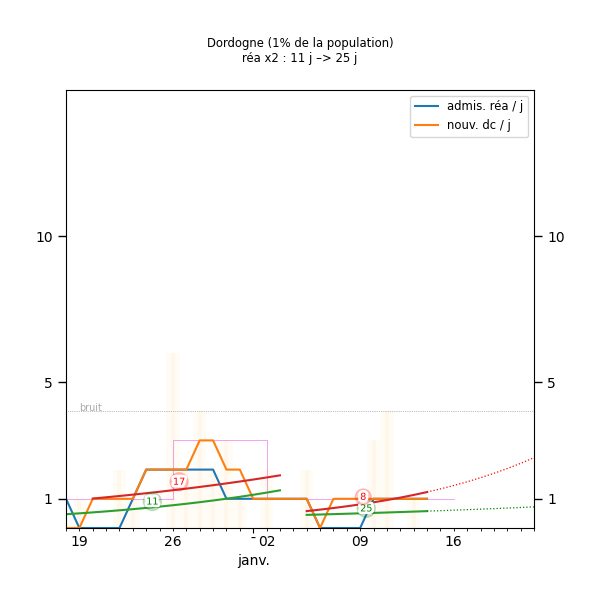 Dordogne (1% de la population)
réa x2 : 11 j –> 25 j
admis. réa / j
nouv. dc / j
10
10
5
5
bruit
17
11
8
25
1
1
19
26
-
02
09
16
janv.